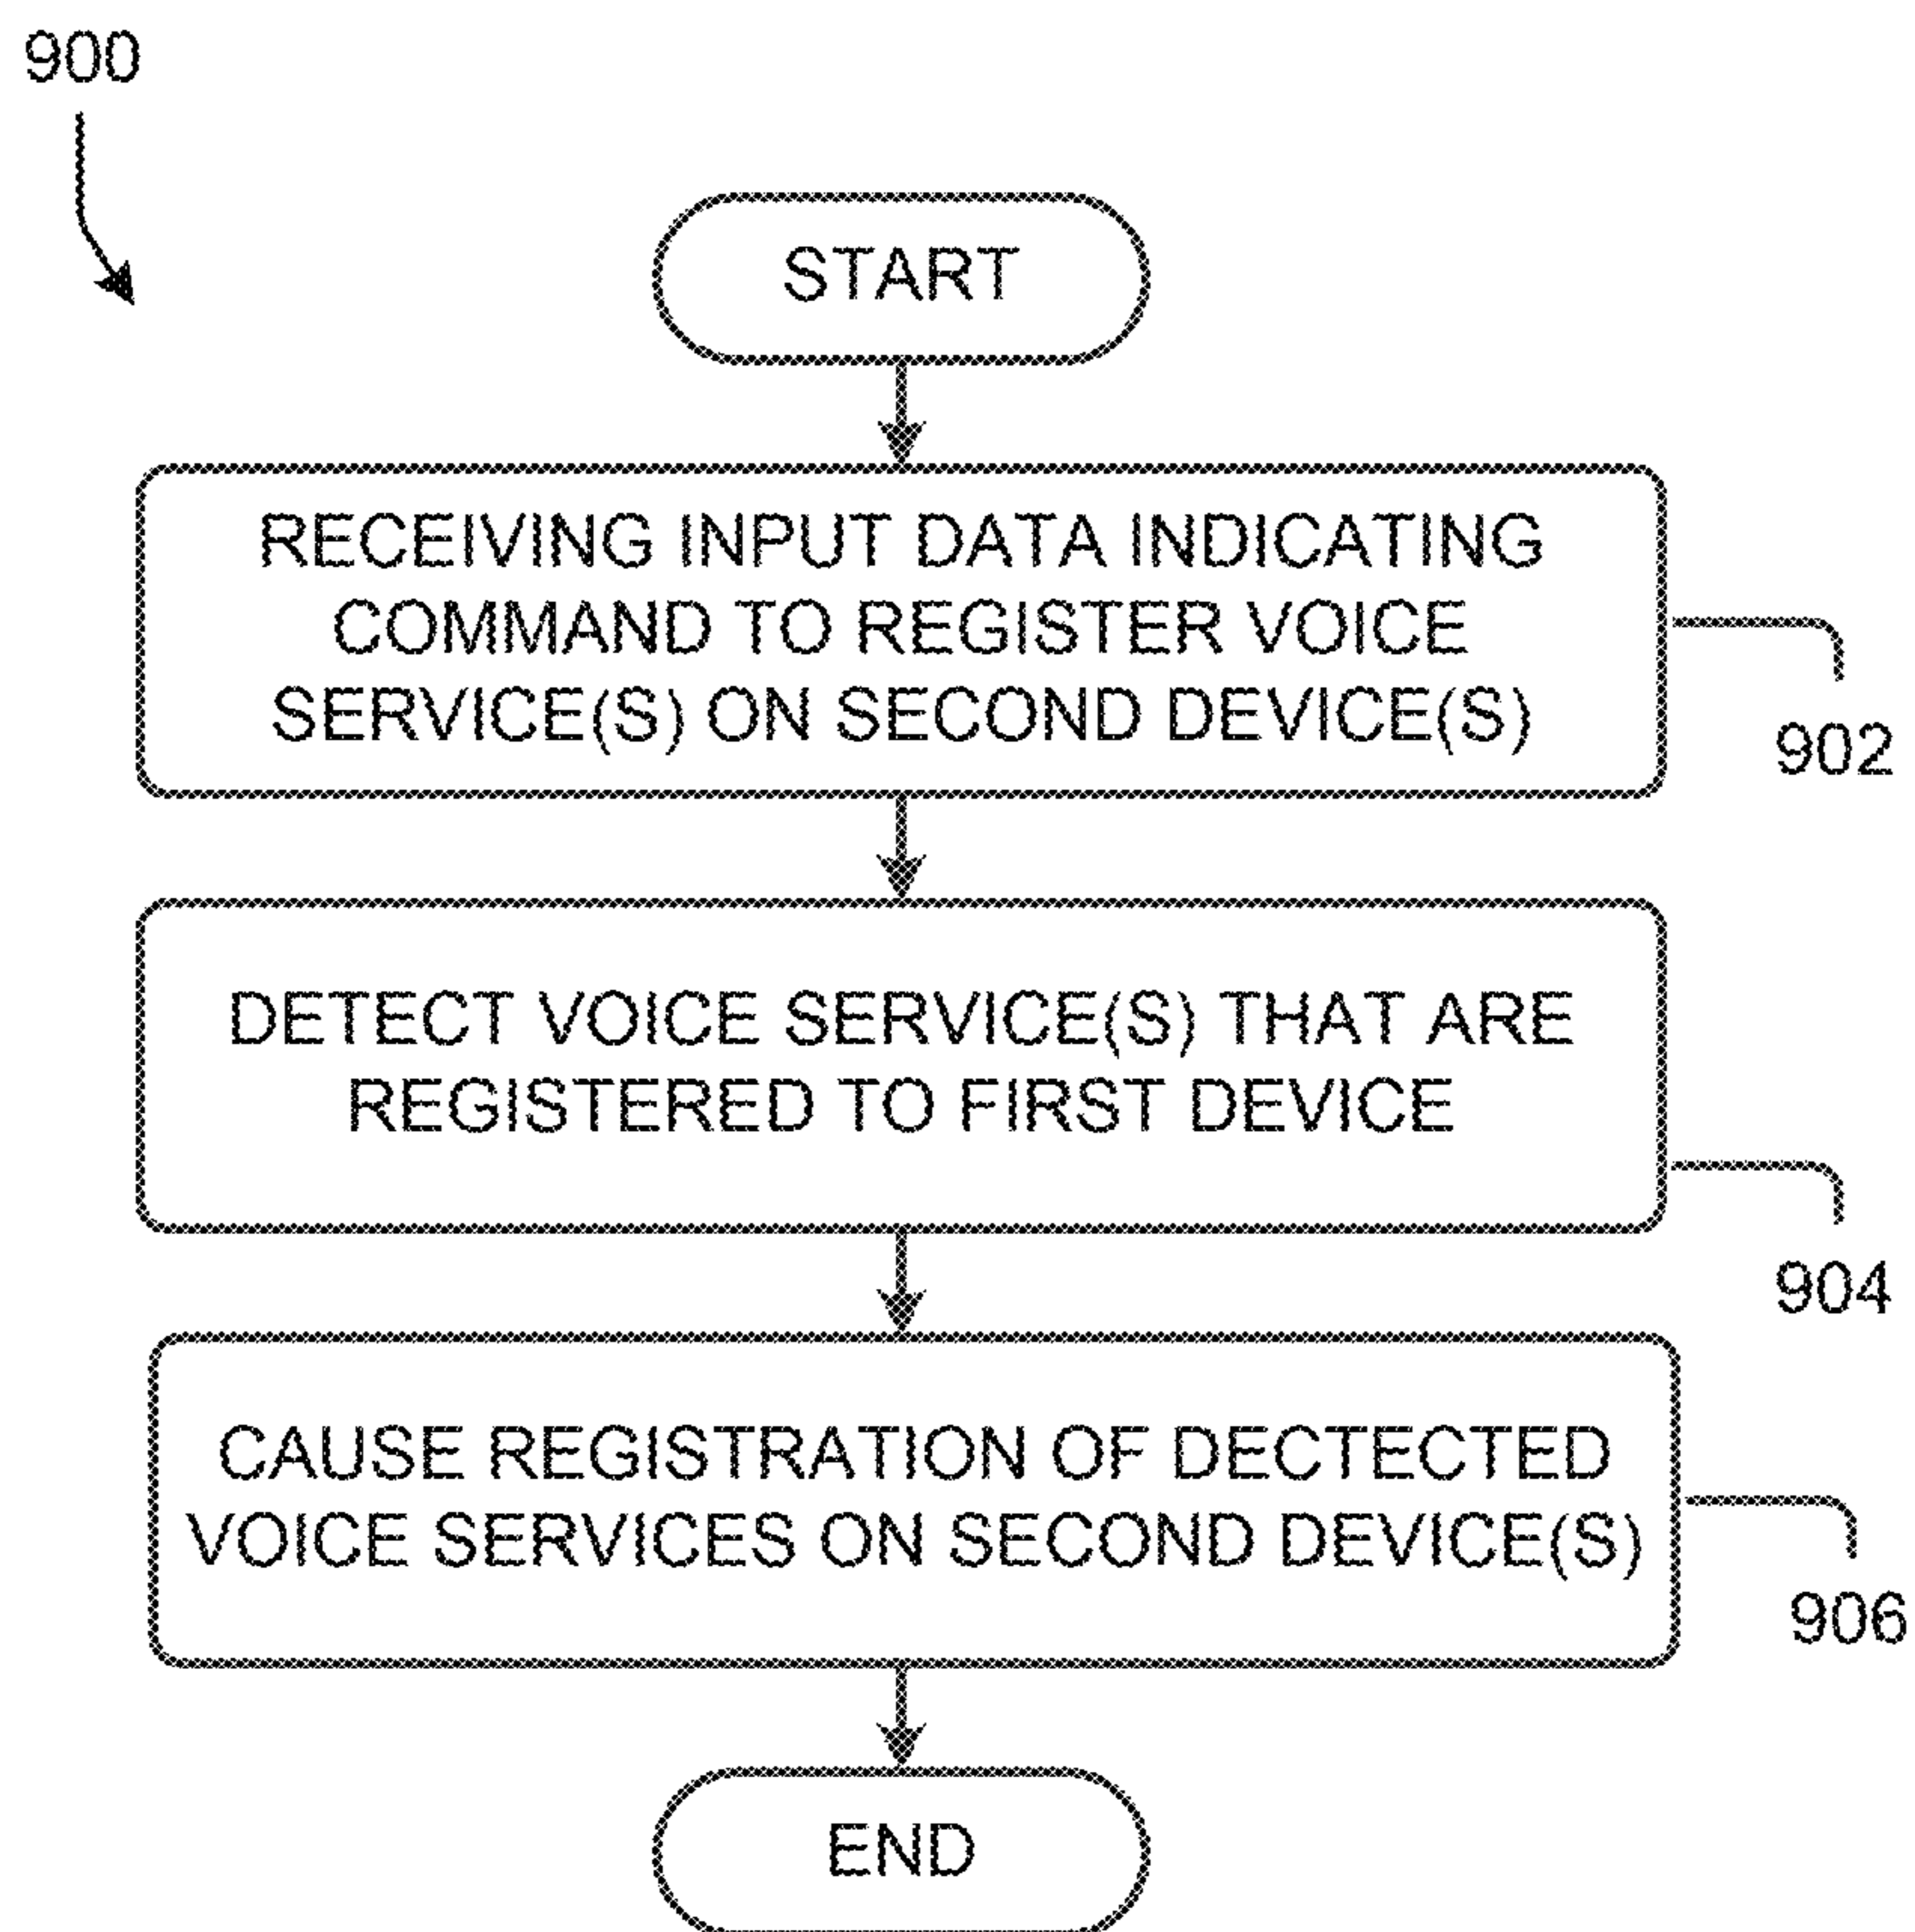 900
START
RECEIVING INPUT DATA INDICATING
COMMAND TO REGISTER VOICE
SERVICE(S) ON SECOND DEVICE(S)
902
DETECT VOICE SERVICE(S) THAT ARE
REGISTERED TO FIRST DEVICE
904
CAUSE REGISTRATION OF DECTECTED
VOICE SERVICES ON SECOND DEVICE(S)
906
END